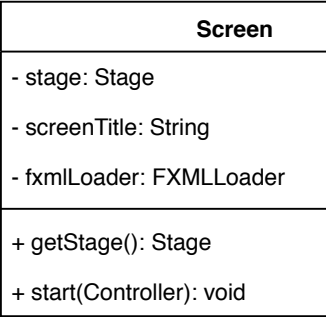 Screen
- stage: Stage
- screenTitle: String
- fxmlLoader: FXMLLoader
+ getStage(): Stage
+ start(Controller): void